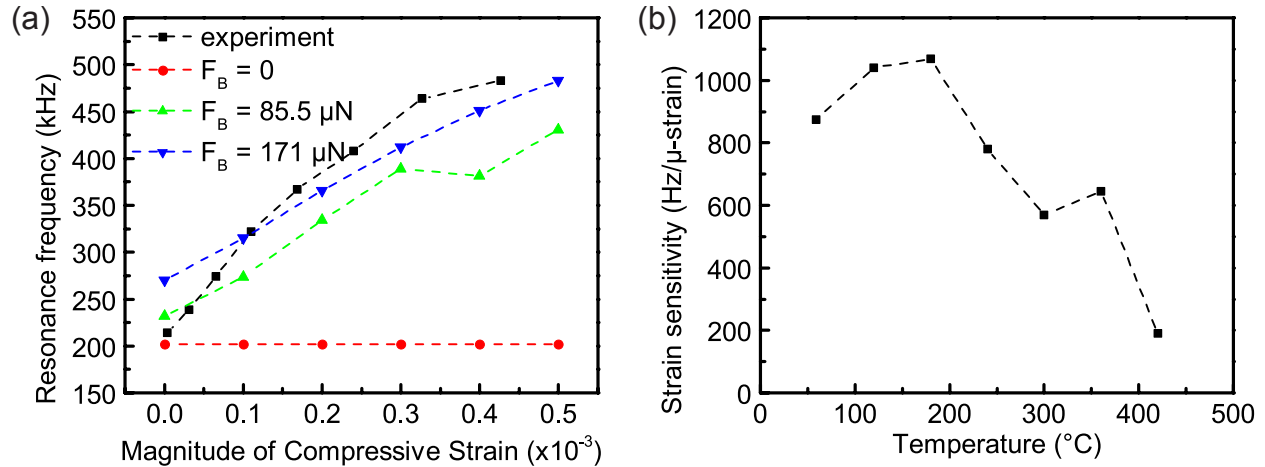 (a)
550
500
450
400
350
300
250
200
150
Resonance frequency (kHz)
experiment
F_B = 0
F_B = 85.5 μN
F_B = 171 μN
0.0 0.1 0.2 0.3 0.4 0.5
Magnitude of Compressive Strain (x10⁻³)
(b)
1200
1000
800
600
400
200
0
Strain sensitivity (Hz/μ-strain)
0 100 200 300 400 500
Temperature (°C)